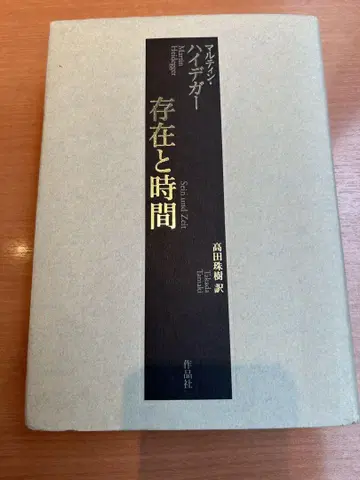 マルティン・
ハイデガー
Martin
Heidegger
存在と時間
Sein und Zeit
高田珠樹 訳
Takada
Tamaki
作品社